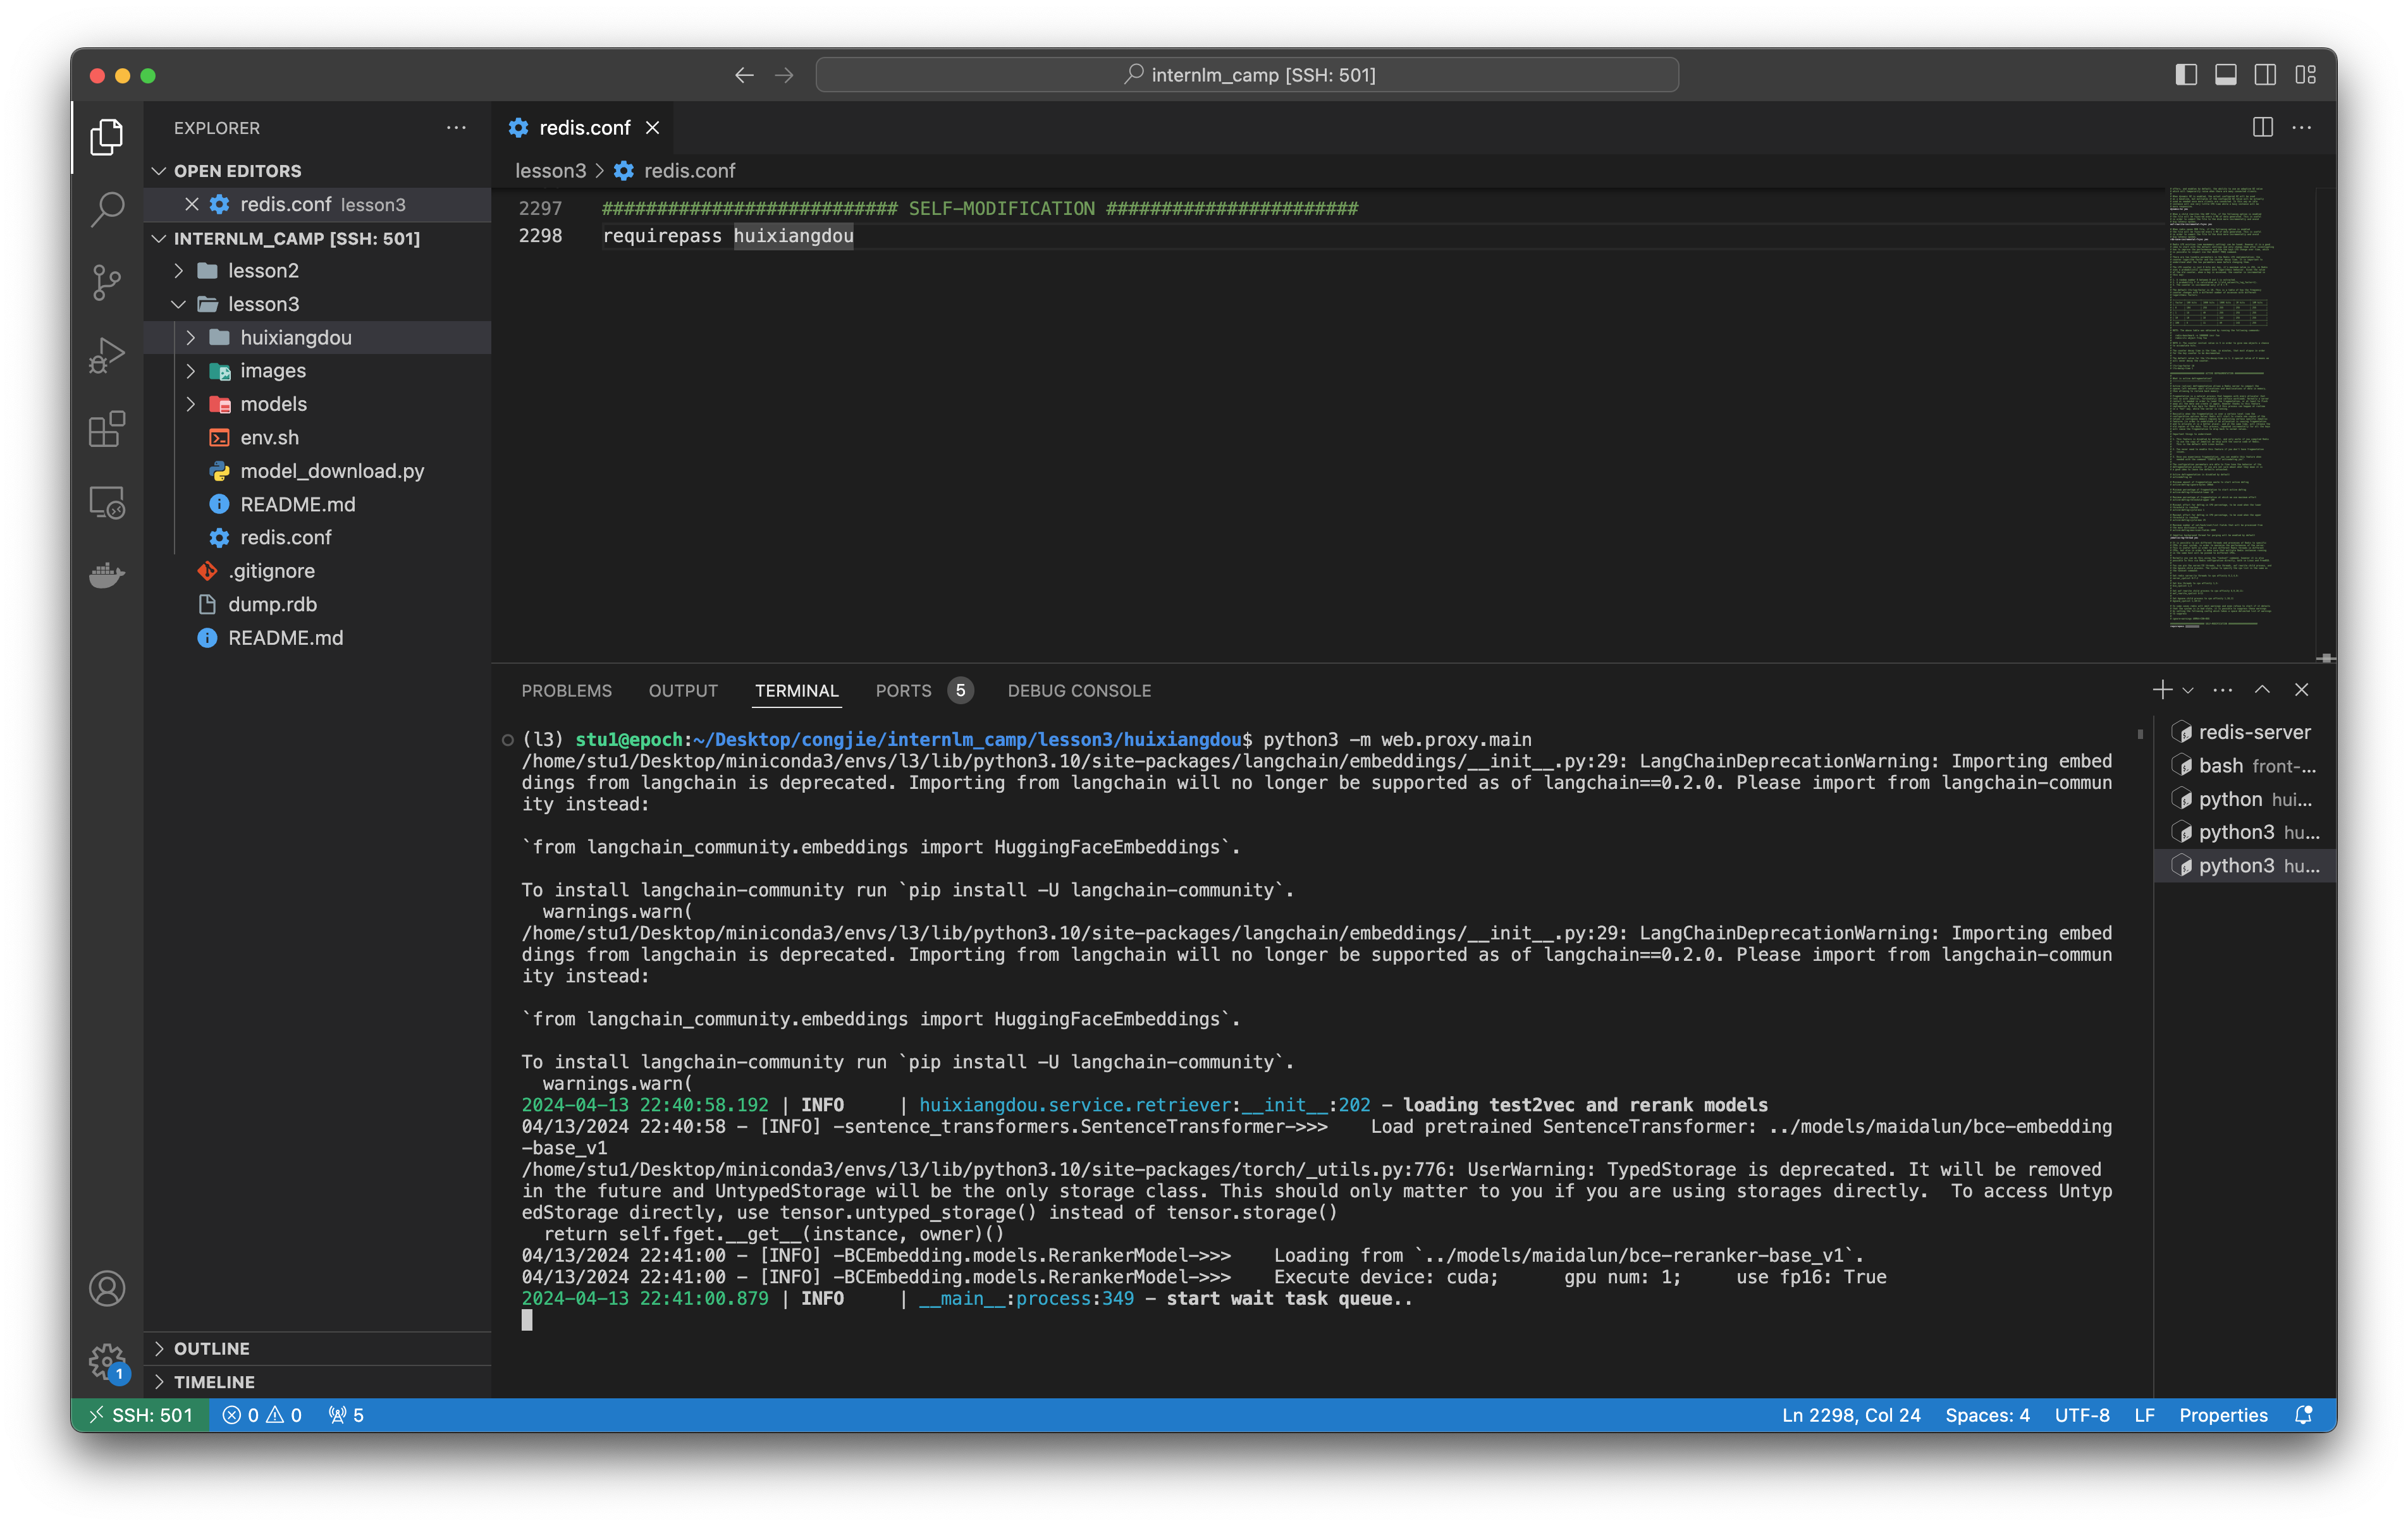 internlm_camp [SSH: 501]
EXPLORER
OPEN EDITORS
redis.conf lesson3
INTERNLM_CAMP [SSH: 501]
lesson2
lesson3
huixiangdou
images
models
env.sh
model_download.py
README.md
redis.conf
.gitignore
dump.rdb
README.md
OUTLINE
TIMELINE
redis.conf
lesson3 > redis.conf
2297 ########################### SELF-MODIFICATION #######################
2298 requirepass huixiangdou
PROBLEMS OUTPUT TERMINAL PORTS 5 DEBUG CONSOLE
(l3) stu1@epoch:~/Desktop/congjie/internlm_camp/lesson3/huixiangdou$ python3 -m web.proxy.main
/home/stu1/Desktop/miniconda3/envs/l3/lib/python3.10/site-packages/langchain/embeddings/__init__.py:29: LangChainDeprecationWarning: Importing embed
dings from langchain is deprecated. Importing from langchain will no longer be supported as of langchain==0.2.0. Please import from langchain-commun
ity instead:
`from langchain_community.embeddings import HuggingFaceEmbeddings`.
To install langchain-community run `pip install -U langchain-community`.
warnings.warn(
/home/stu1/Desktop/miniconda3/envs/l3/lib/python3.10/site-packages/langchain/embeddings/__init__.py:29: LangChainDeprecationWarning: Importing embed
dings from langchain is deprecated. Importing from langchain will no longer be supported as of langchain==0.2.0. Please import from langchain-commun
ity instead:
`from langchain_community.embeddings import HuggingFaceEmbeddings`.
To install langchain-community run `pip install -U langchain-community`.
warnings.warn(
2024-04-13 22:40:58.192 | INFO     | huixiangdou.service.retriever:__init__:202 - loading test2vec and rerank models
04/13/2024 22:40:58 - [INFO] -sentence_transformers.SentenceTransformer->>>    Load pretrained SentenceTransformer: ../models/maidalun/bce-embedding
-base_v1
/home/stu1/Desktop/miniconda3/envs/l3/lib/python3.10/site-packages/torch/_utils.py:776: UserWarning: TypedStorage is deprecated. It will be removed
in the future and UntypedStorage will be the only storage class. This should only matter to you if you are using storages directly.  To access Untyp
edStorage directly, use tensor.untyped_storage() instead of tensor.storage()
return self.fget.__get__(instance, owner)()
04/13/2024 22:41:00 - [INFO] -BCEmbedding.models.RerankerModel->>>    Loading from `../models/maidalun/bce-reranker-base_v1`.
04/13/2024 22:41:00 - [INFO] -BCEmbedding.models.RerankerModel->>>    Execute device: cuda;      gpu num: 1;     use fp16: True
2024-04-13 22:41:00.879 | INFO     | __main__:process:349 - start wait task queue..
redis-server
bash front-...
python hui...
python3 hu...
python3 hu...
1
SSH: 501 0 0 5
Ln 2298, Col 24 Spaces: 4 UTF-8 LF Properties